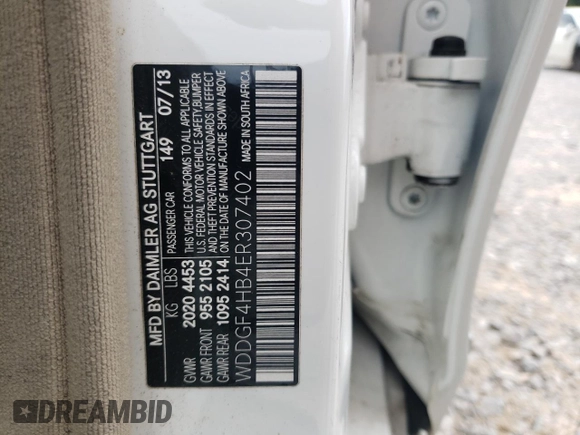 MFD BY DAIMLER AG STUTTGART
KG LBS PASSENGER CAR 149 07/13
GVWR 2020 4453
GAWR FRONT 955 2105
GAWR REAR 1095 2414
THIS VEHICLE CONFORMS TO ALL APPLICABLE
U.S. FEDERAL MOTOR VEHICLE SAFETY, BUMPER
AND THEFT PREVENTION STANDARDS IN EFFECT
ON THE DATE OF MANUFACTURE SHOWN ABOVE
WDDGF4HB4ER307402 MADE IN SOUTH AFRICA
DREAMBID